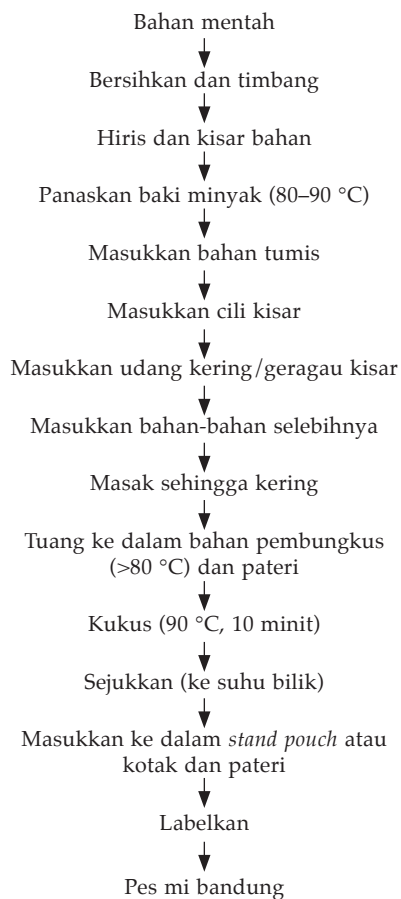 Bahan mentah
Bersihkan dan timbang
Hiris dan kisar bahan
Panaskan baki minyak (80–90 °C)
Masukkan bahan tumis
Masukkan cili kisar
Masukkan udang kering/geragau kisar
Masukkan bahan-bahan selebihnya
Masak sehingga kering
Tuang ke dalam bahan pembungkus
(>80 °C) dan pateri
Kukus (90 °C, 10 minit)
Sejukkan (ke suhu bilik)
Masukkan ke dalam stand pouch atau
kotak dan pateri
Labelkan
Pes mi bandung